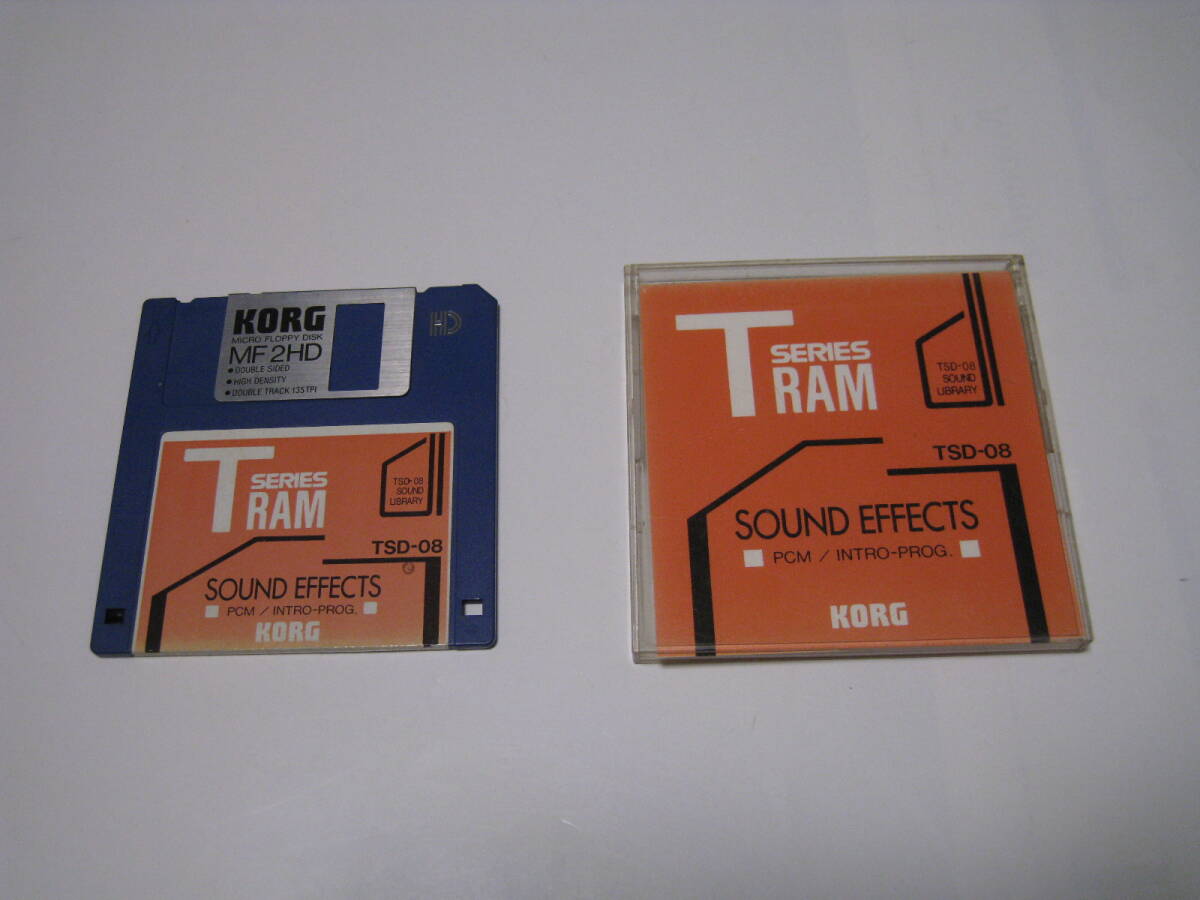 KORG
MICRO FLOPPY DISK
MF 2HD
● DOUBLE SIDED
● HIGH DENSITY
● DOUBLE TRACK 135TPI
HD
T SERIES
RAM
TSD-08
SOUND
LIBRARY
TSD-08
SOUND EFFECTS
■ PCM / INTRO-PROG. ■
KORG
T SERIES
RAM
TSD-08
SOUND
LIBRARY
TSD-08
SOUND EFFECTS
■ PCM / INTRO-PROG. ■
KORG